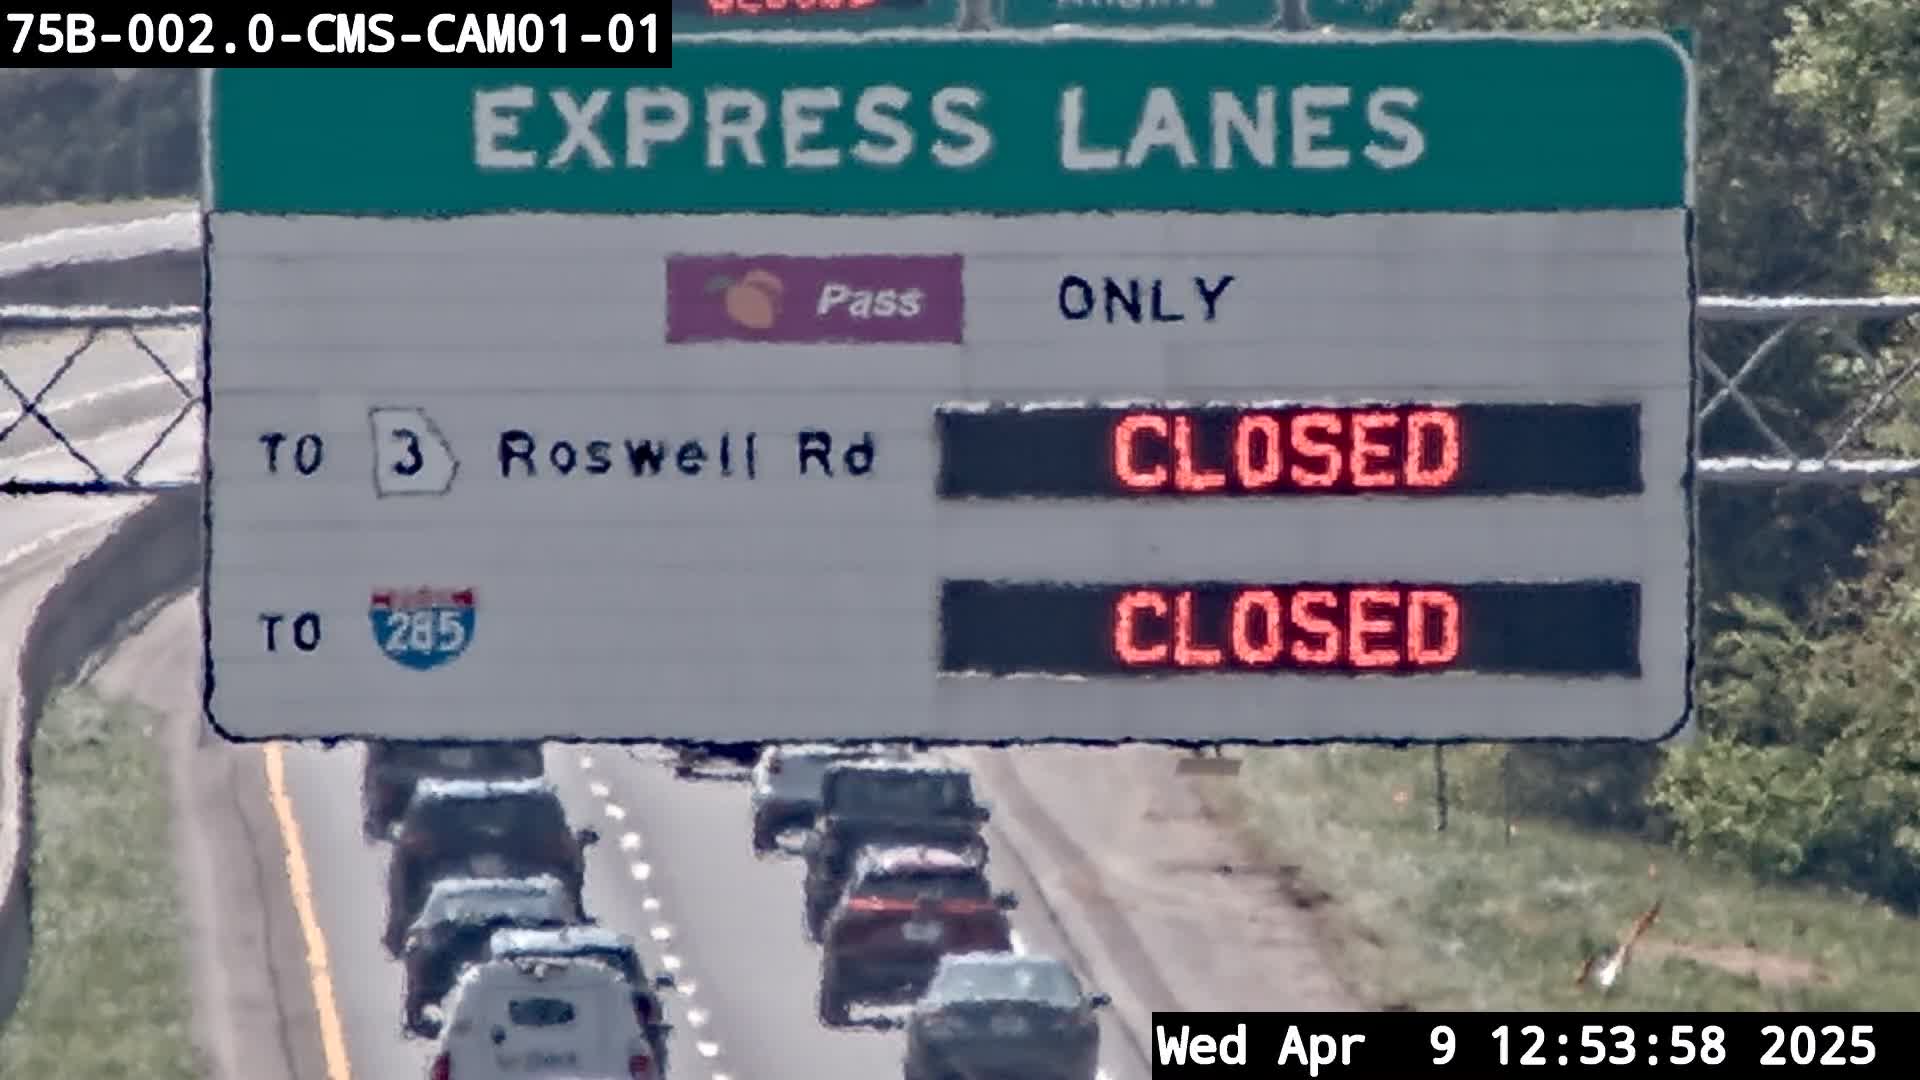 75B-002.0-CMS-CAM01-01
CLOSED
EXPRESS LANES
Pass ONLY
TO 3 Roswell Rd CLOSED
TO 285 CLOSED
Wed Apr 9 12:53:58 2025